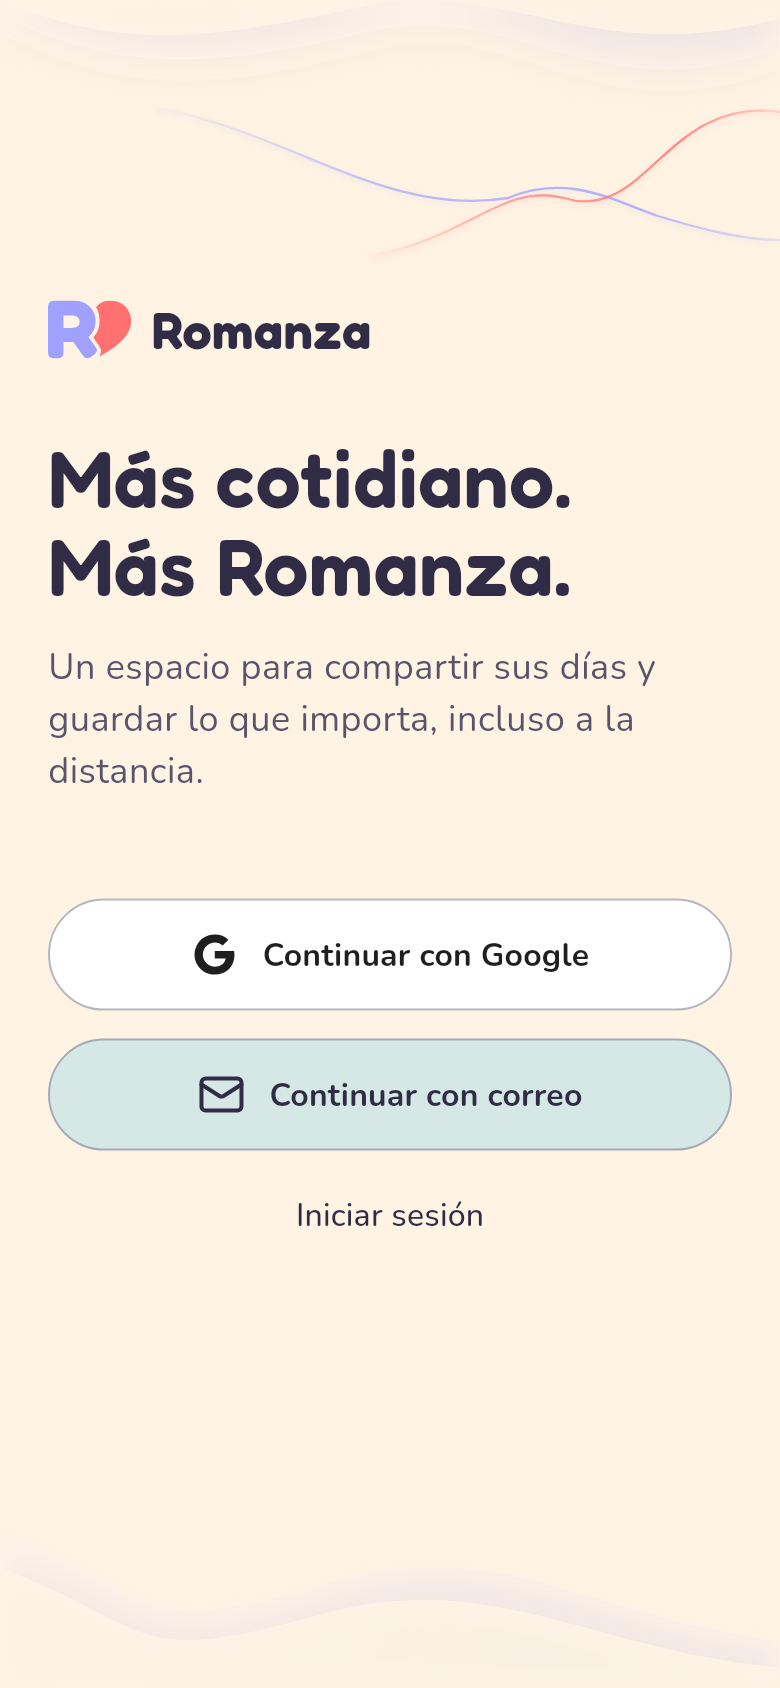 Romanza
Más cotidiano.
Más Romanza.
Un espacio para compartir sus días y
guardar lo que importa, incluso a la
distancia.
Continuar con Google
Continuar con correo
Iniciar sesión